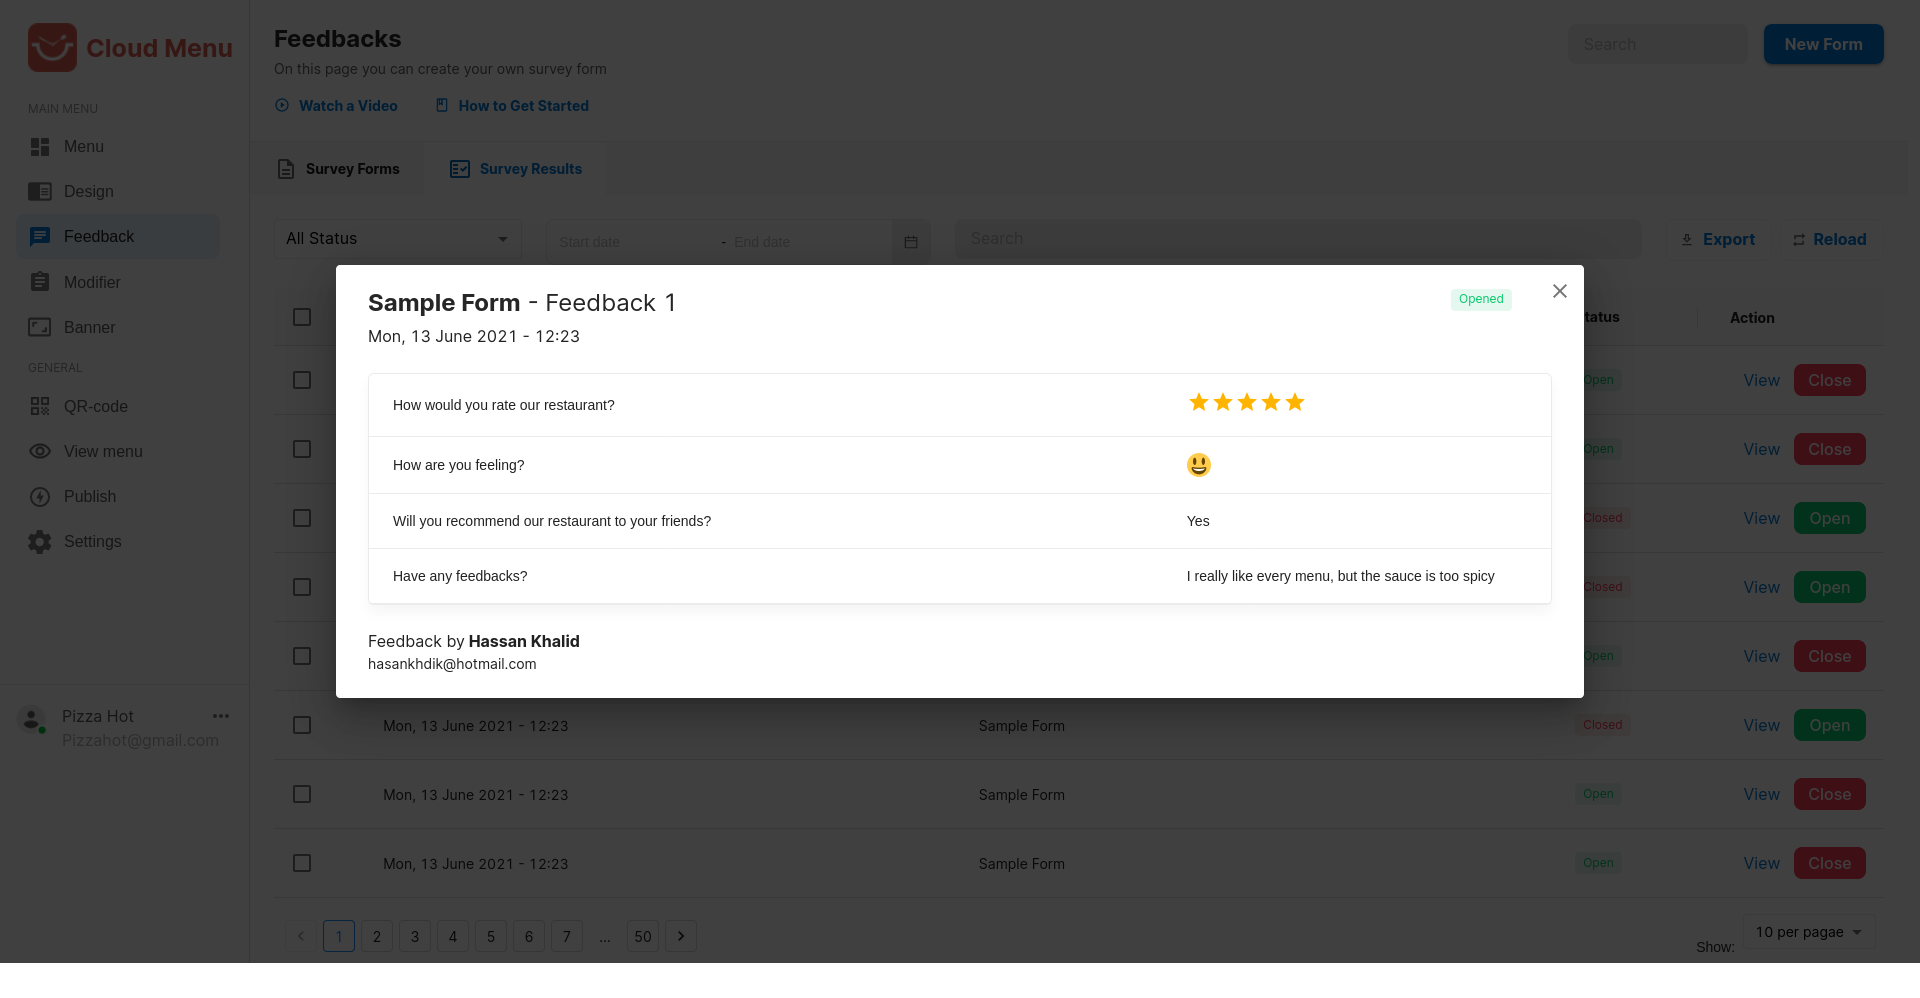 Cloud Menu
MAIN MENU
Menu
Design
Feedback
Modifier
Banner
GENERAL
QR-code
View menu
Publish
Settings
Pizza Hot
Pizzahot@gmail.com
Feedbacks
On this page you can create your own survey form
Watch a Video How to Get Started
Search New Form
Survey Forms Survey Results
All Status Start date - End date Search Export Reload
tatus Action
Open View Close
Open View Close
Closed View Open
Closed View Open
Open View Close
Sample Form - Feedback 1 Opened
Mon, 13 June 2021 - 12:23
How would you rate our restaurant?
How are you feeling?
Will you recommend our restaurant to your friends? Yes
Have any feedbacks? I really like every menu, but the sauce is too spicy
Feedback by Hassan Khalid
hasankhdik@hotmail.com
Mon, 13 June 2021 - 12:23 Sample Form Closed View Open
Mon, 13 June 2021 - 12:23 Sample Form Open View Close
Mon, 13 June 2021 - 12:23 Sample Form Open View Close
1 2 3 4 5 6 7 ... 50 Show: 10 per pagae